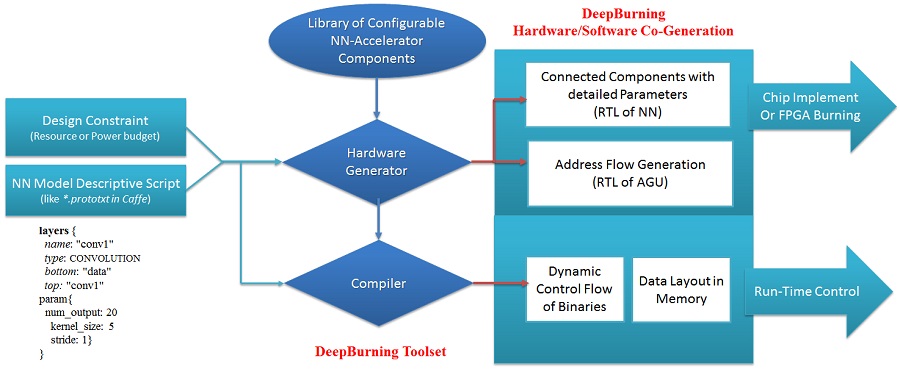 Library of Configurable
NN-Accelerator
Components
DeepBurning
Hardware/Software Co-Generation
Design Constraint
(Resource or Power budget)
NN Model Descriptive Script
(like *.prototxt in Caffe)
layers {
name: "conv1"
type: CONVOLUTION
bottom: "data"
top: "conv1"
param{
num_output: 20
kernel_size: 5
stride: 1}
}
Hardware
Generator
Compiler
DeepBurning Toolset
Connected Components with
detailed Parameters
(RTL of NN)
Address Flow Generation
(RTL of AGU)
Dynamic
Control Flow
of Binaries
Data Layout in
Memory
Chip Implement
Or FPGA Burning
Run-Time Control